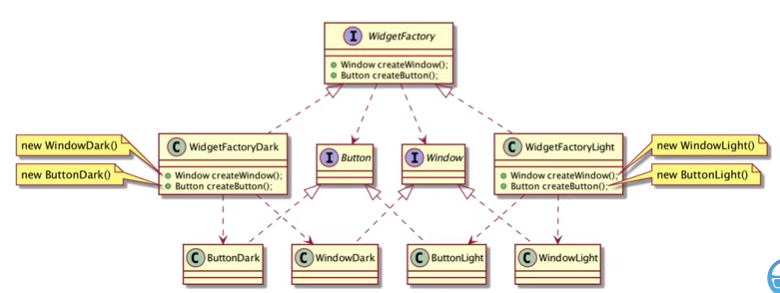 I WidgetFactory
Window createWindow();
Button createButton();
new WindowDark()
new ButtonDark()
C WidgetFactoryDark
Window createWindow();
Button createButton();
I Button
I Window
C WidgetFactoryLight
Window createWindow();
Button createButton();
new WindowLight()
new ButtonLight()
C ButtonDark
C WindowDark
C ButtonLight
C WindowLight